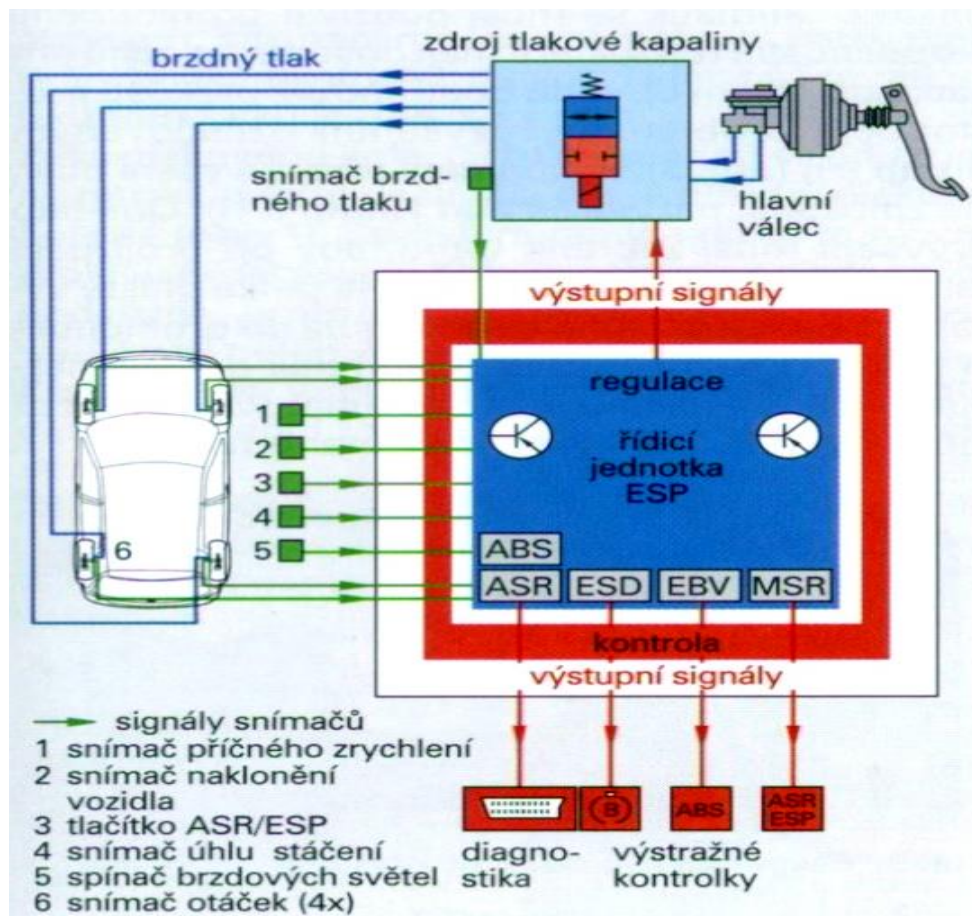 zdroj tlakové kapaliny
brzdný tlak
snímač brzd-
ného tlaku
hlavní
válec
výstupní signály
regulace
řídicí
jednotka
ESP
1
2
3
4
5
6
ABS
ASR
ESD
EBV
MSR
kontrola
výstupní signály
B
ABS
ASR
ESP
diagno-
stika
výstražné
kontrolky
signály snímačů
1 snímač příčného zrychlení
2 snímač naklonění
vozidla
3 tlačítko ASR/ESP
4 snímač úhlu stáčení
5 spínač brzdových světel
6 snímač otáček (4x)